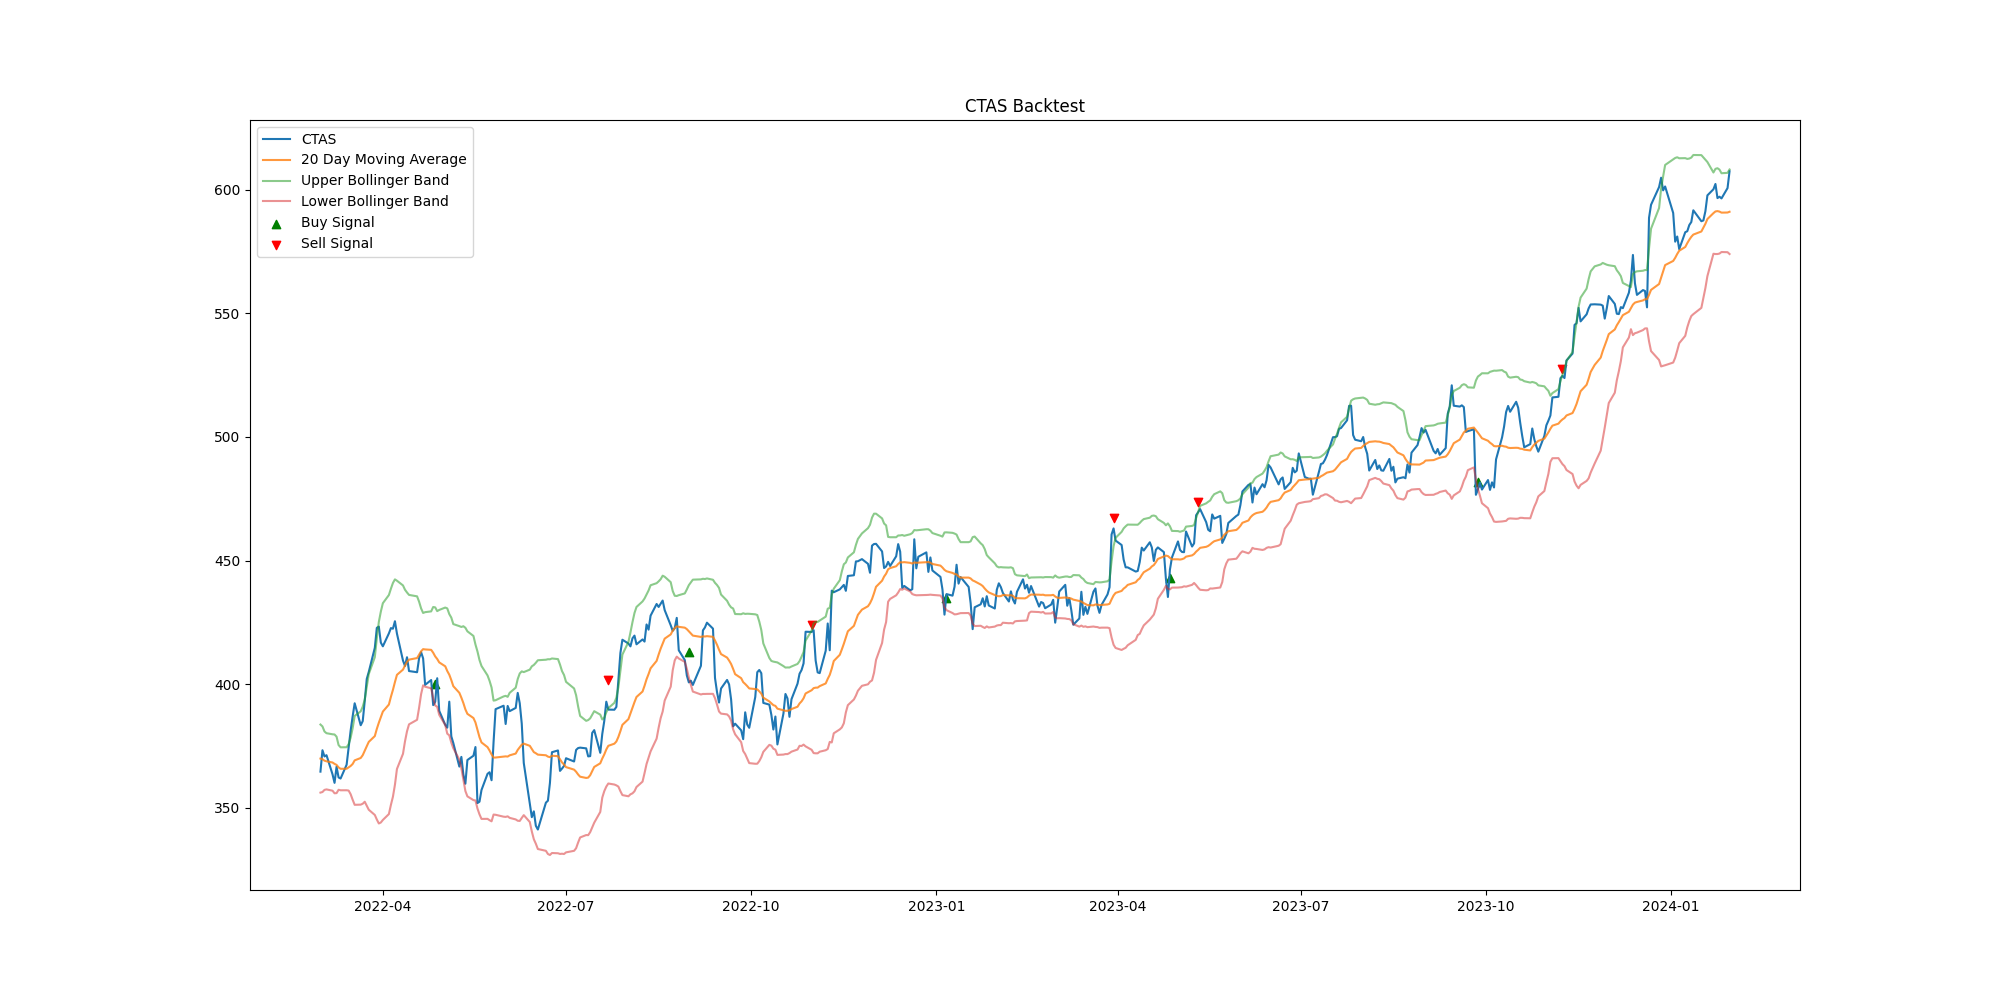 CTAS Backtest
CTAS
20 Day Moving Average
Upper Bollinger Band
Lower Bollinger Band
Buy Signal
Sell Signal
600
550
500
450
400
350
2022-04 2022-07 2022-10 2023-01 2023-04 2023-07 2023-10 2024-01